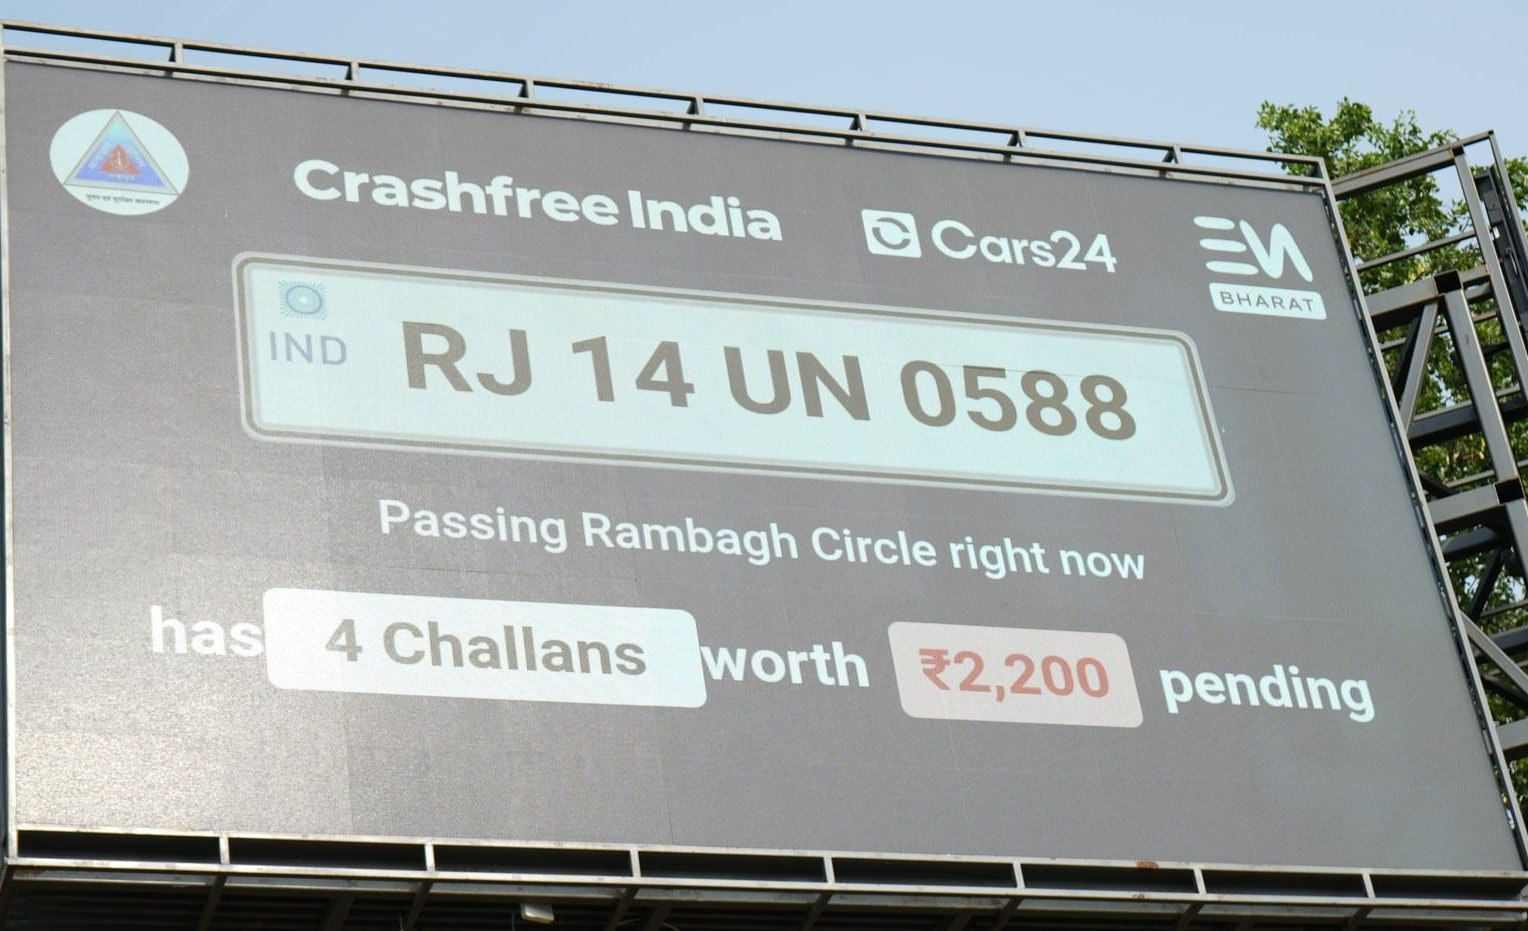 Crashfree India
Cars24
BHARAT
IND
RJ 14 UN 0588
Passing Rambagh Circle right now
has 4 Challans worth ₹2,200 pending